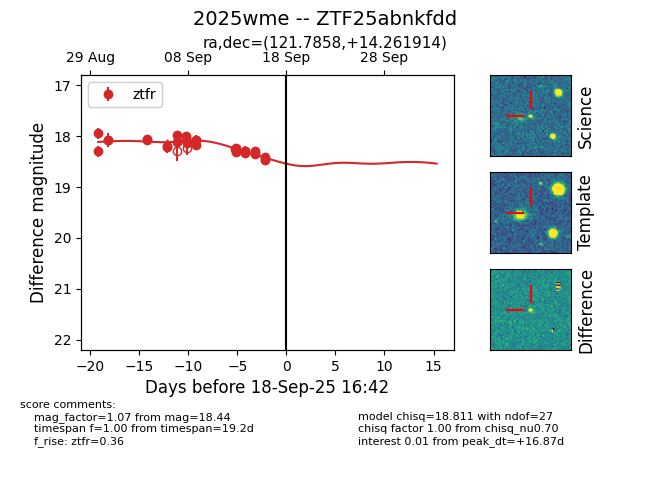 2025wme -- ZTF25abnkfdd
ra,dec=(121.7858,+14.261914)
29 Aug 08 Sep 18 Sep 28 Sep
ztfr
17
18
19
20
21
22
Difference magnitude
−20 −15 −10 −5 0 5 10 15
Days before 18-Sep-25 16:42
Science
Template
Difference
score comments:
mag_factor=1.07 from mag=18.44
timespan f=1.00 from timespan=19.2d
f_rise: ztfr=0.36
model chisq=18.811 with ndof=27
chisq factor 1.00 from chisq_nu0.70
interest 0.01 from peak_dt=+16.87d